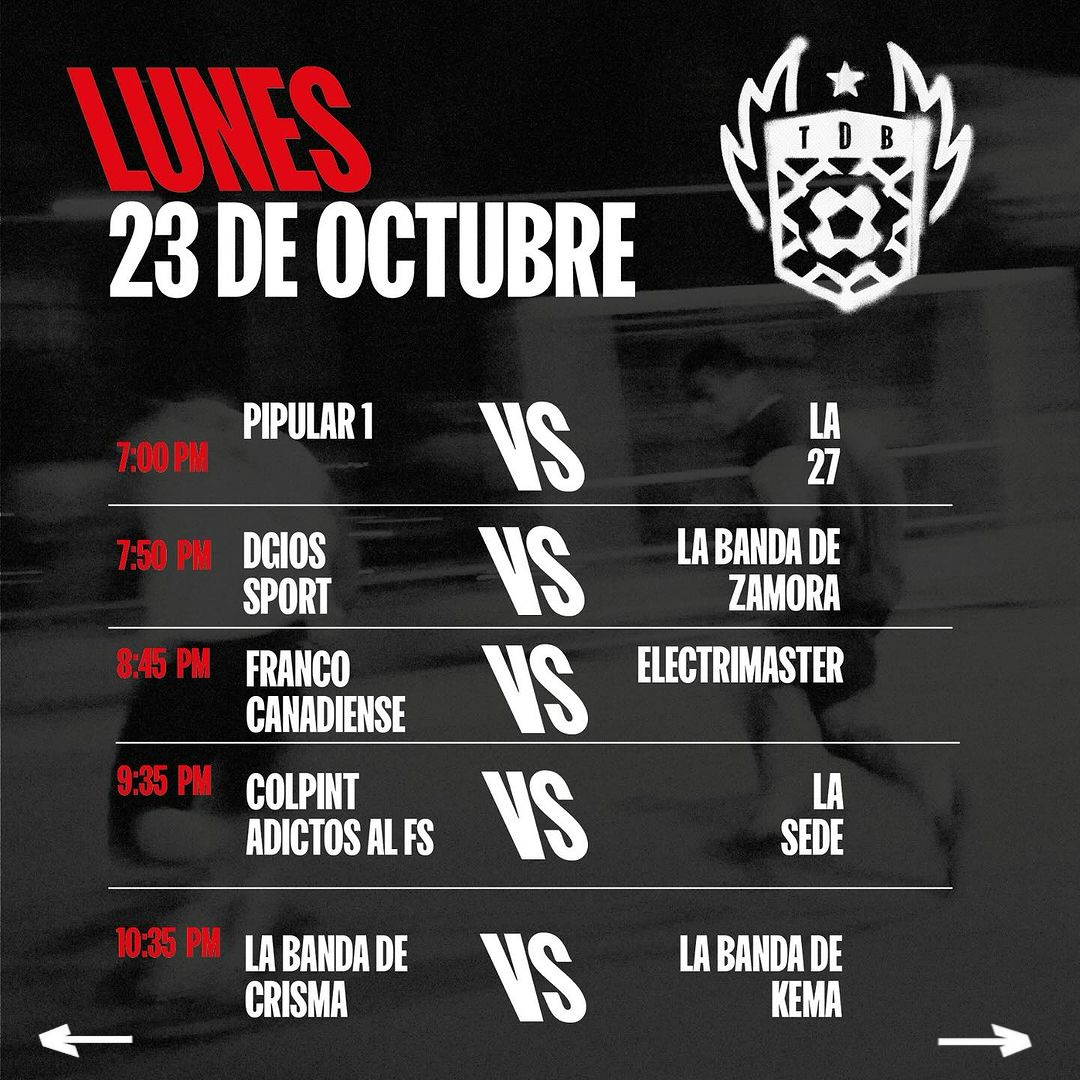 LUNES
23 DE OCTUBRE
T D B
7:00 PM
PIPULAR 1
VS
LA
27
7:50 PM
DGIOS
SPORT
VS
LA BANDA DE
ZAMORA
8:45 PM
FRANCO
CANADIENSE
VS
ELECTRIMASTER
9:35 PM
COLPINT
ADICTOS AL FS
VS
LA
SEDE
10:35 PM
LA BANDA DE
CRISMA
VS
LA BANDA DE
KEMA